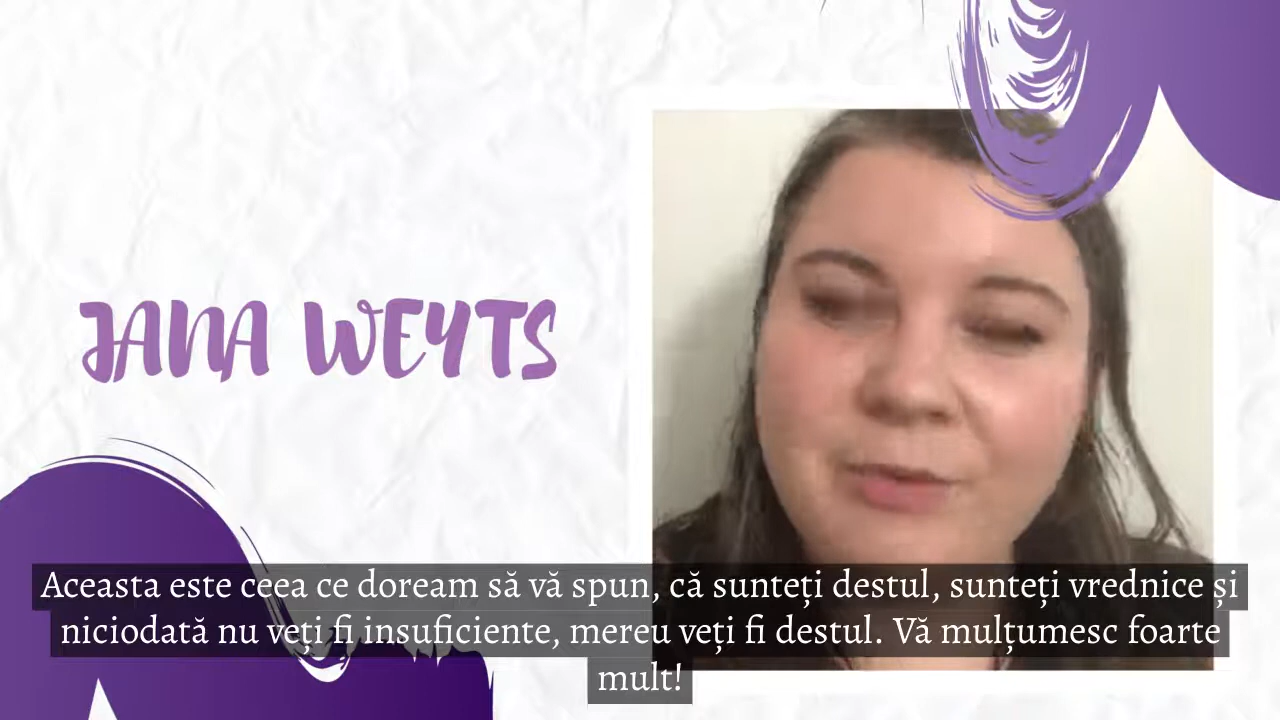 JANA WEYTS
Aceasta este ceea ce doream să vă spun, că sunteți destul, sunteți vrednice și
niciodată nu veți fi insuficiente, mereu veți fi destul. Vă mulțumesc foarte
mult!